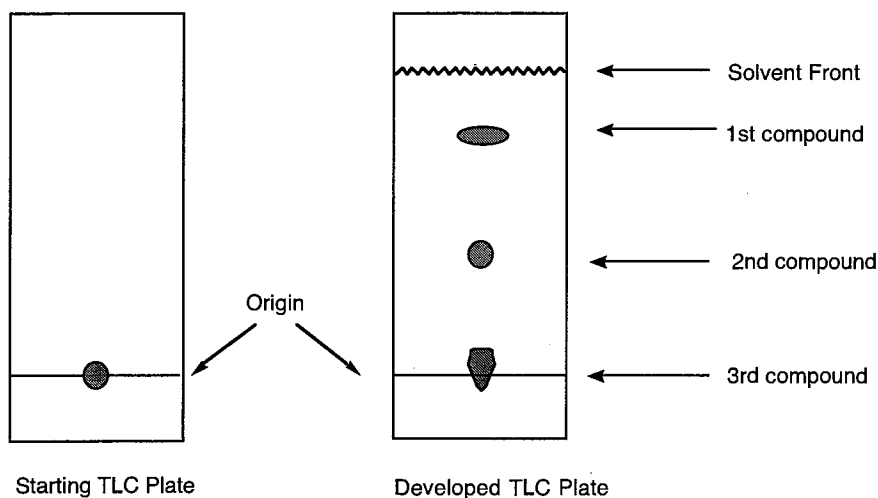 Solvent Front
1st compound
2nd compound
Origin
3rd compound
Starting TLC Plate
Developed TLC Plate